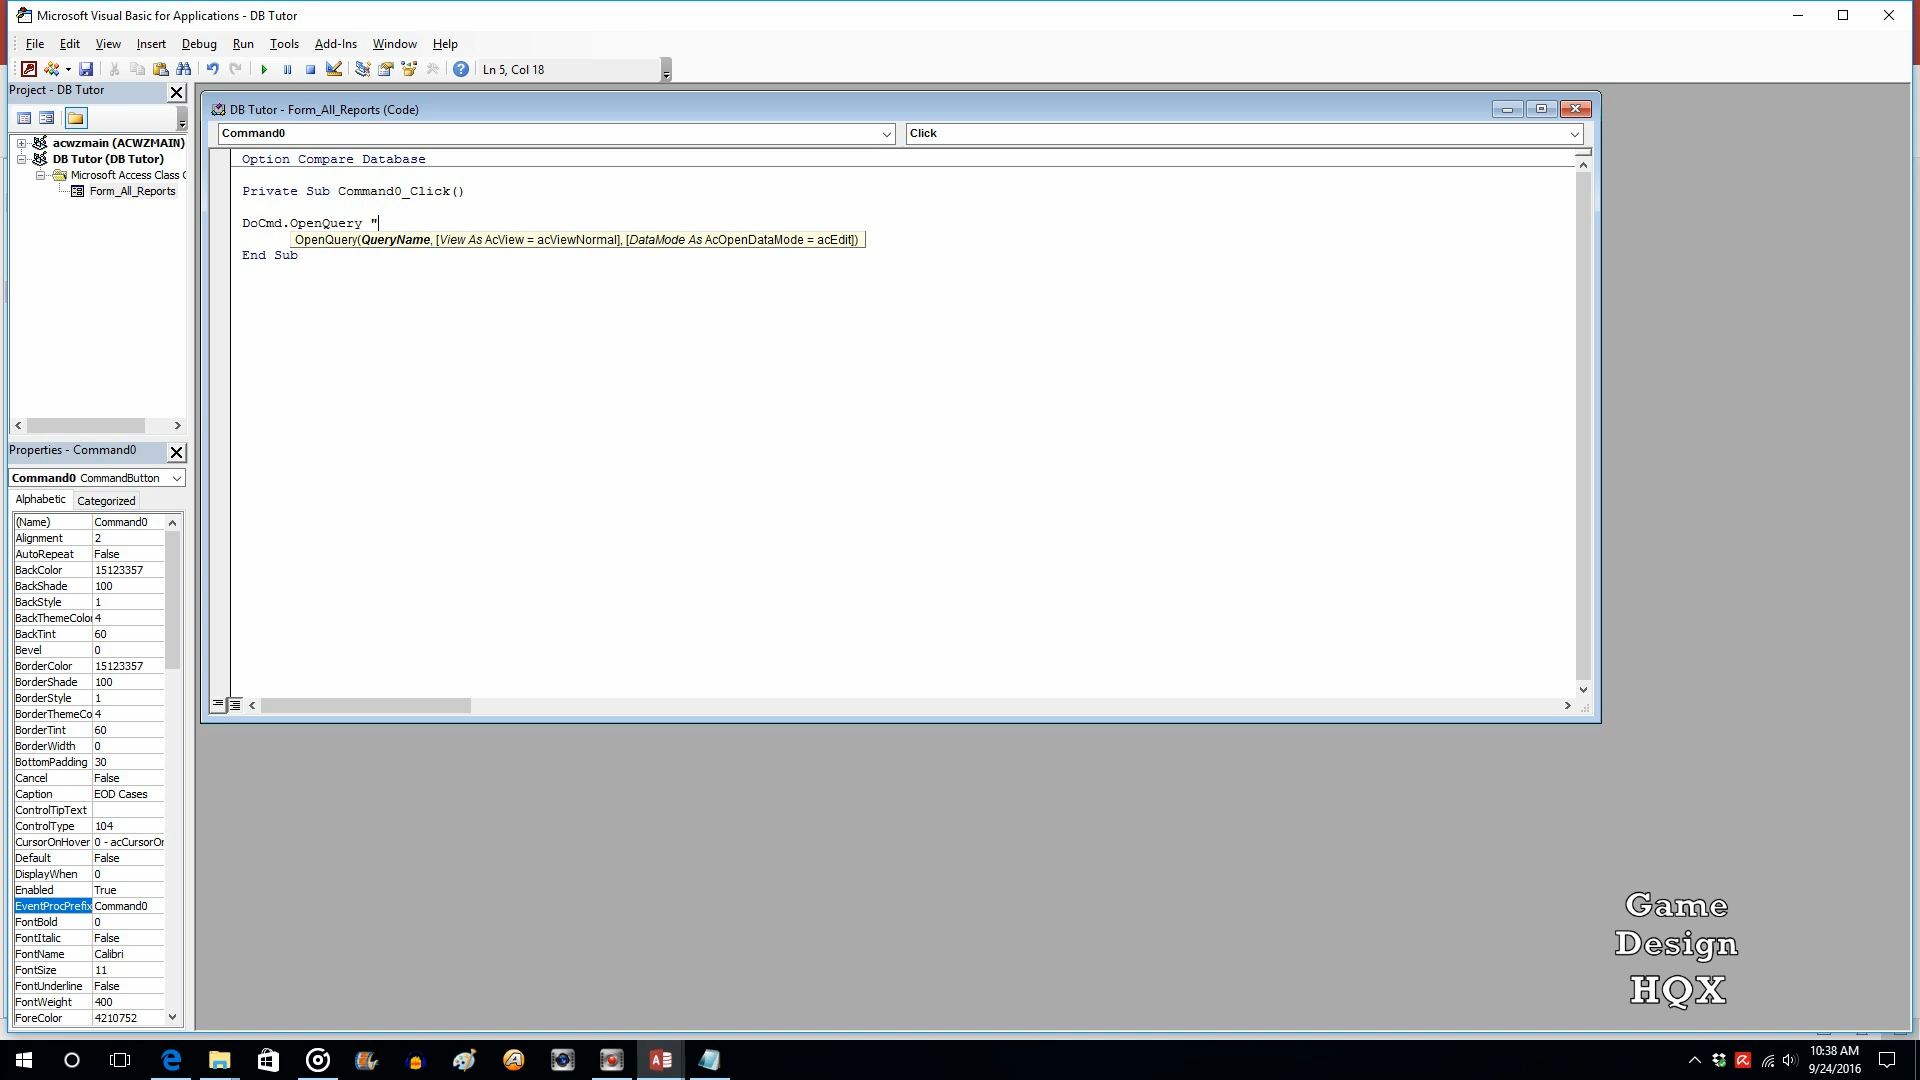 Microsoft Visual Basic for Applications - DB Tutor
File Edit View Insert Debug Run Tools Add-Ins Window Help
Ln 5, Col 18
Project - DB Tutor
acwzmain (ACWZMAIN)
DB Tutor (DB Tutor)
Microsoft Access Class
Form_All_Reports
DB Tutor - Form_All_Reports (Code)
Command0 Click
Option Compare Database
Private Sub Command0_Click()
DoCmd.OpenQuery "
OpenQuery(QueryName, [View As AcView = acViewNormal], [DataMode As AcOpenDataMode = acEdit])
End Sub
Properties - Command0
Command0 CommandButton
Alphabetic Categorized
(Name) Command0
Alignment 2
AutoRepeat False
BackColor 15123357
BackShade 100
BackStyle 1
BackThemeColor 4
BackTint 60
Bevel 0
BorderColor 15123357
BorderShade 100
BorderStyle 1
BorderThemeCo 4
BorderTint 60
BorderWidth 0
BottomPadding 30
Cancel False
Caption EOD Cases
ControlTipText
ControlType 104
CursorOnHover 0 - acCursorOn
Default False
DisplayWhen 0
Enabled True
EventProcPrefix Command0
FontBold 0
FontItalic False
FontName Calibri
FontSize 11
FontUnderline False
FontWeight 400
ForeColor 4210752
Game
Design
HQX
10:38 AM
9/24/2016